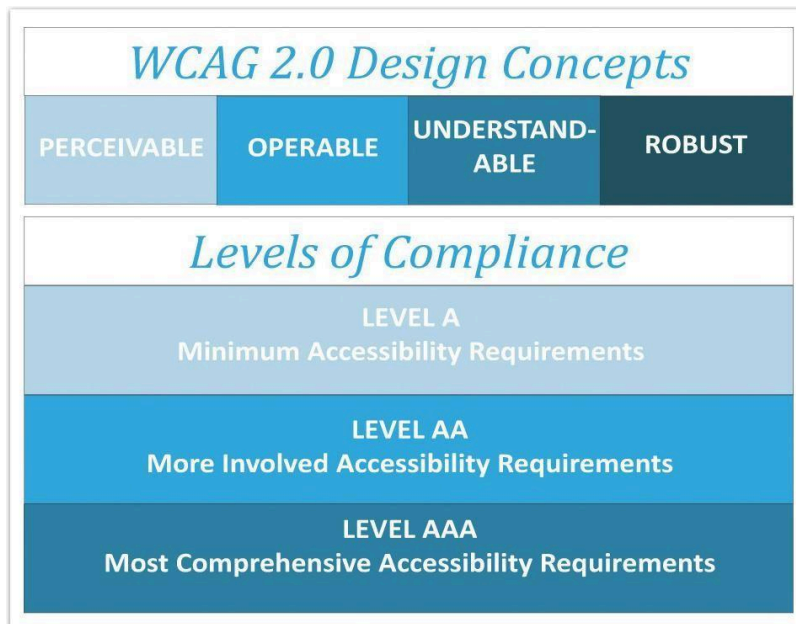 WCAG 2.0 Design Concepts
PERCEIVABLE
OPERABLE
UNDERSTAND-
ABLE
ROBUST
Levels of Compliance
LEVEL A
Minimum Accessibility Requirements
LEVEL AA
More Involved Accessibility Requirements
LEVEL AAA
Most Comprehensive Accessibility Requirements